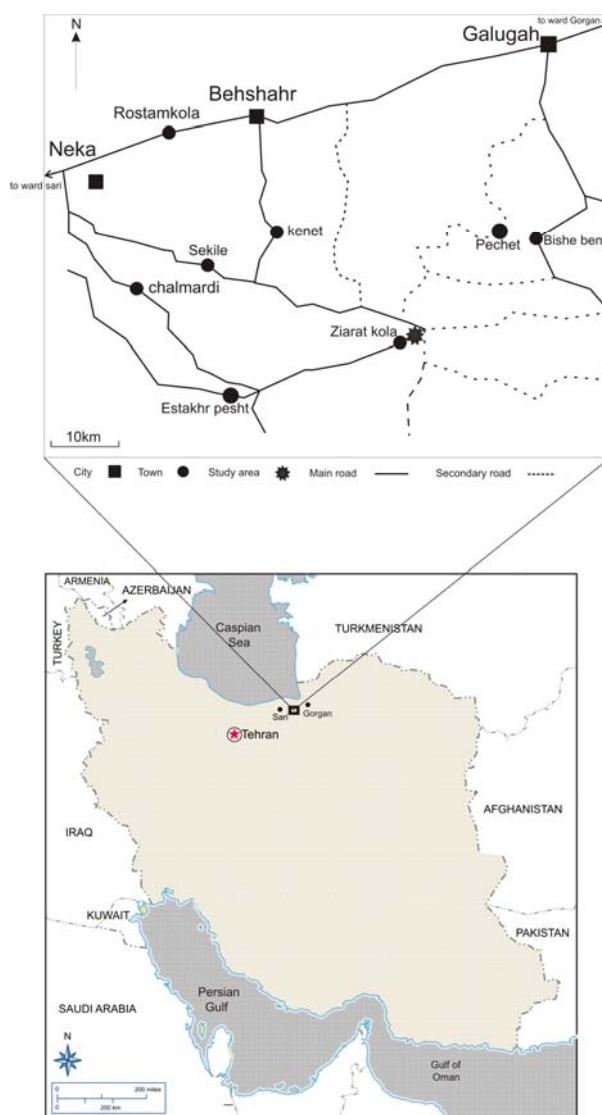 N
to ward Gorgan
Galugah
Behshahr
Rostamkola
Neka
to ward sari
kenet
Pechet
Bishe ben
Sekile
chalmardi
Ziarat kola
Estakhr pesht
10km
City Town Study area Main road Secondary road
ARMENIA
AZERBAIJAN
TURKEY
Caspian
Sea
TURKMENISTAN
Sari
Gorgan
Tehran
AFGHANISTAN
IRAQ
KUWAIT
PAKISTAN
Persian
Gulf
SAUDI ARABIA
N
Gulf of
Oman
0 200 miles
0 200 km